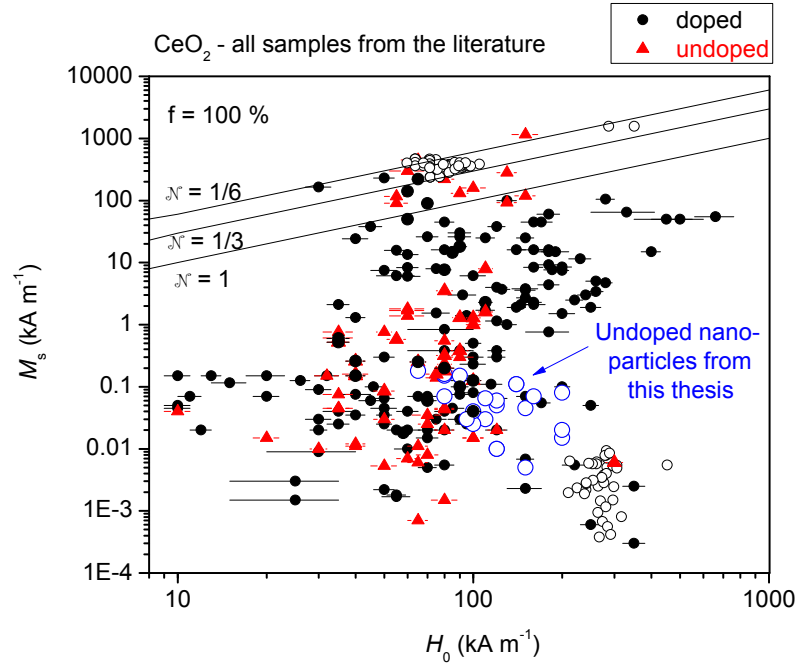 CeO2 - all samples from the literature
doped
undoped
10000
1000
100
10
1
0.1
0.01
1E-3
1E-4
f = 100 %
𝒩 = 1/6
𝒩 = 1/3
𝒩 = 1
Undoped nano-
particles from
this thesis
Ms (kA m-1)
10
100
1000
H0 (kA m-1)